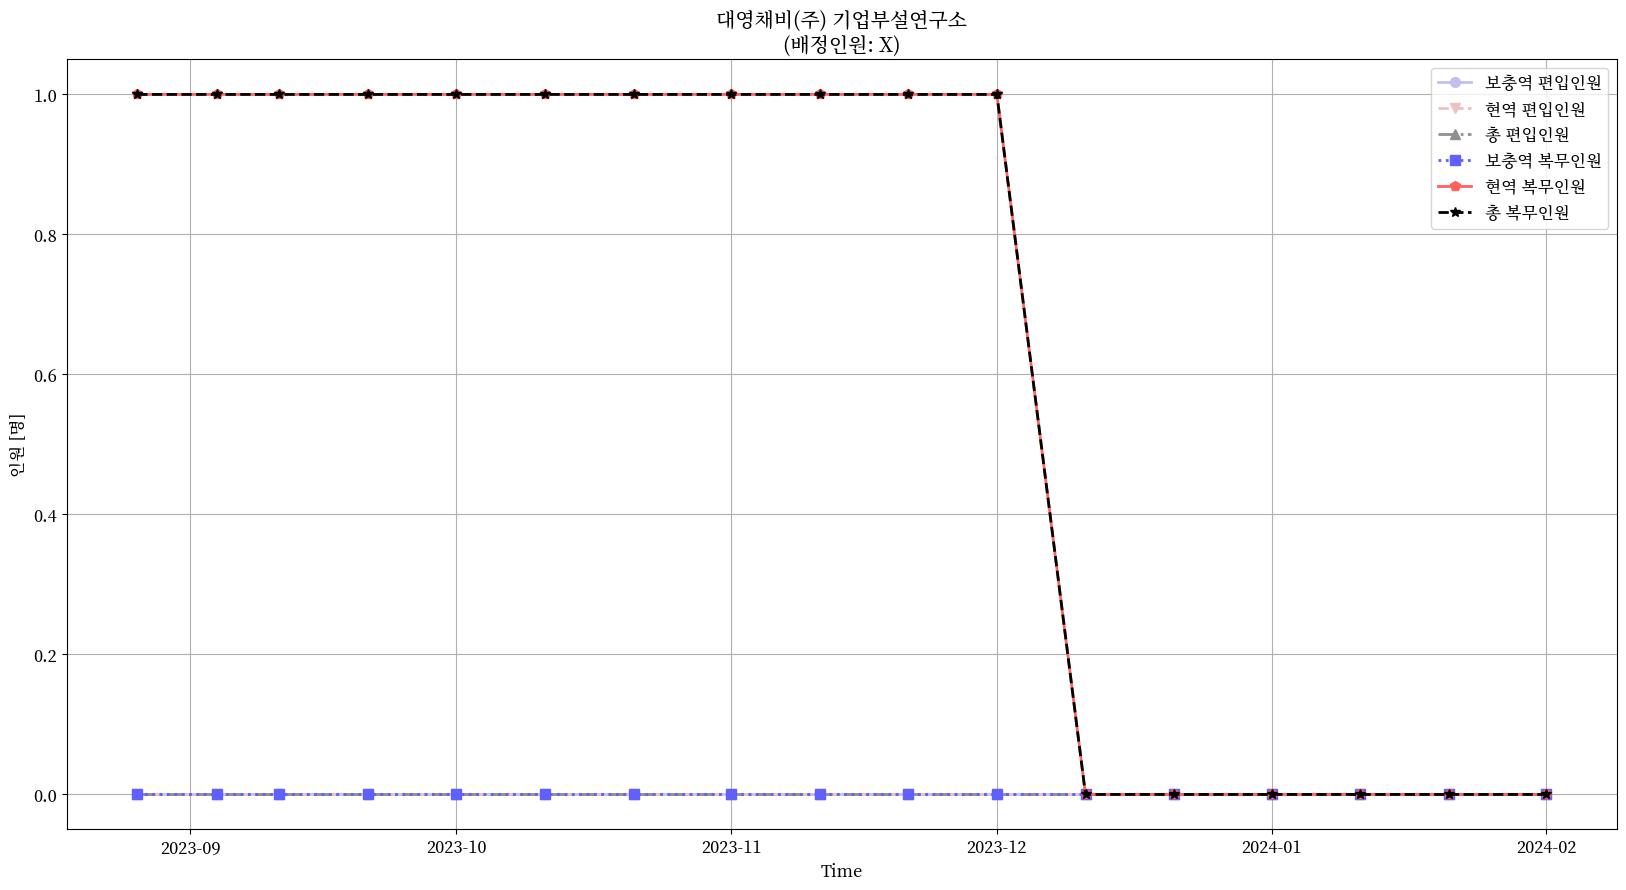 대영채비(주) 기업부설연구소
(배정인원: X)
보충역 편입인원
현역 편입인원
총 편입인원
보충역 복무인원
현역 복무인원
총 복무인원
인원 [명]
1.0
0.8
0.6
0.4
0.2
0.0
2023-09
2023-10
2023-11
2023-12
2024-01
2024-02
Time